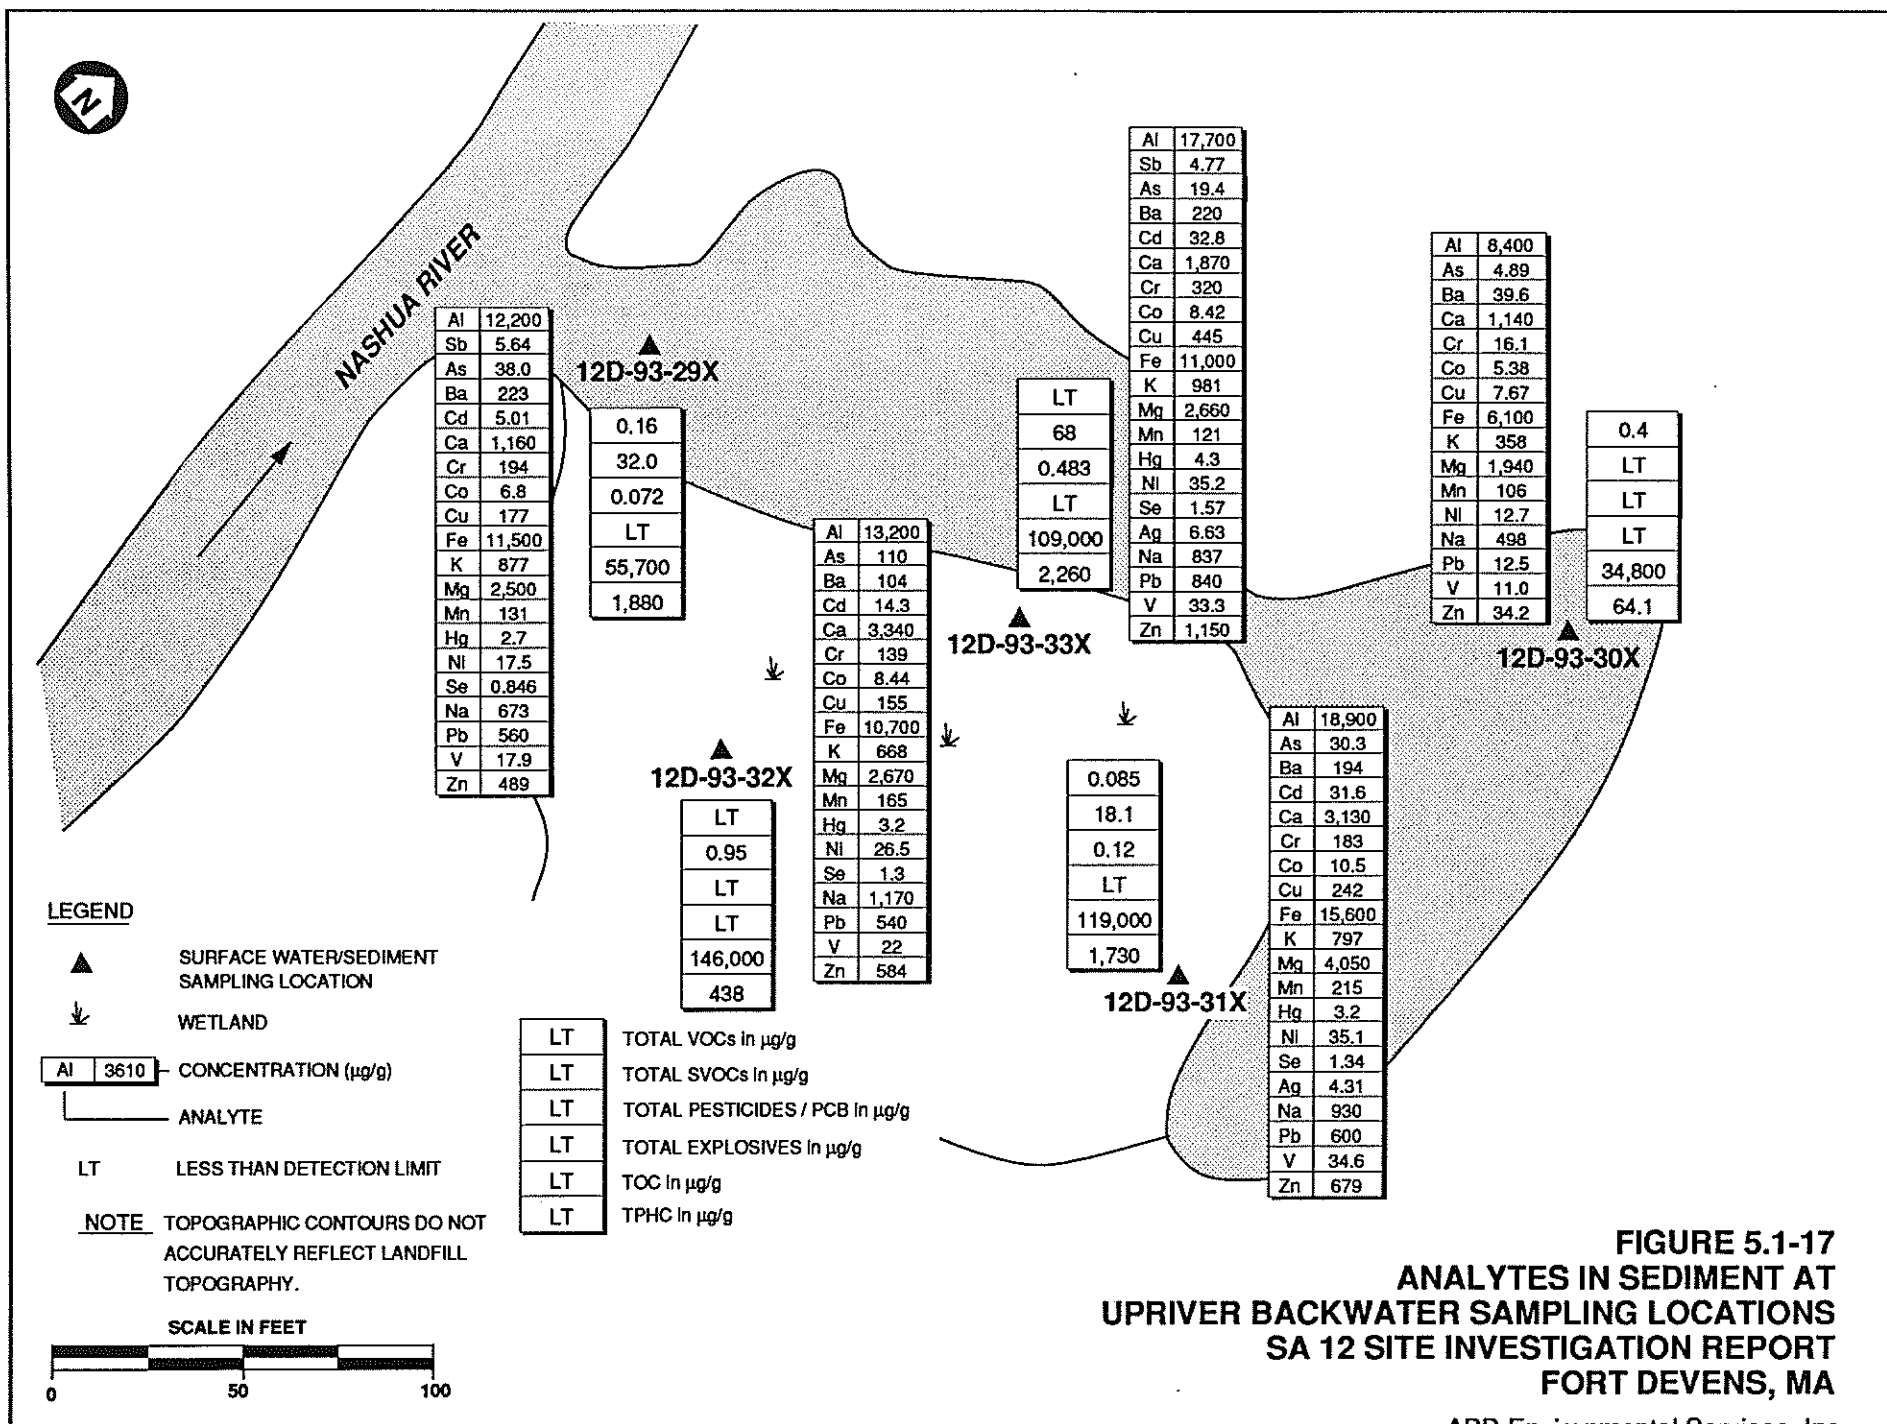 N
NASHUA RIVER
Al 12,200
Sb 5.64
As 38.0
Ba 223
Cd 5.01
Ca 1,160
Cr 194
Co 6.8
Cu 177
Fe 11,500
K 877
Mg 2,500
Mn 131
Hg 2.7
Ni 17.5
Se 0.846
Na 673
Pb 560
V 17.9
Zn 489
12D-93-29X
0.16
32.0
0.072
LT
55,700
1,880
12D-93-32X
LT
0.95
LT
LT
146,000
438
Al 13,200
As 110
Ba 104
Cd 14.3
Ca 3,340
Cr 139
Co 8.44
Cu 155
Fe 10,700
K 668
Mg 2,670
Mn 165
Hg 3.2
Ni 26.5
Se 1.3
Na 1,170
Pb 540
V 22
Zn 584
LT
68
0.483
LT
109,000
2,260
12D-93-33X
Al 17,700
Sb 4.77
As 19.4
Ba 220
Cd 32.8
Ca 1,870
Cr 320
Co 8.42
Cu 445
Fe 11,000
K 981
Mg 2,660
Mn 121
Hg 4.3
Ni 35.2
Se 1.57
Ag 6.63
Na 837
Pb 840
V 33.3
Zn 1,150
Al 8,400
As 4.89
Ba 39.6
Ca 1,140
Cr 16.1
Co 5.38
Cu 7.67
Fe 6,100
K 358
Mg 1,940
Mn 106
Ni 12.7
Na 498
Pb 12.5
V 11.0
Zn 34.2
0.4
LT
LT
LT
34,800
64.1
12D-93-30X
0.085
18.1
0.12
LT
119,000
1,730
12D-93-31X
Al 18,900
As 30.3
Ba 194
Cd 31.6
Ca 3,130
Cr 183
Co 10.5
Cu 242
Fe 15,600
K 797
Mg 4,050
Mn 215
Hg 3.2
Ni 35.1
Se 1.34
Ag 4.31
Na 930
Pb 600
V 34.6
Zn 679
LEGEND
SURFACE WATER/SEDIMENT
SAMPLING LOCATION
WETLAND
Al 3610 CONCENTRATION (µg/g)
ANALYTE
LT LESS THAN DETECTION LIMIT
NOTE TOPOGRAPHIC CONTOURS DO NOT
ACCURATELY REFLECT LANDFILL
TOPOGRAPHY.
SCALE IN FEET
0 50 100
LT TOTAL VOCs in µg/g
LT TOTAL SVOCs in µg/g
LT TOTAL PESTICIDES / PCB in µg/g
LT TOTAL EXPLOSIVES in µg/g
LT TOC in µg/g
LT TPHC in µg/g
FIGURE 5.1-17
ANALYTES IN SEDIMENT AT
UPRIVER BACKWATER SAMPLING LOCATIONS
SA 12 SITE INVESTIGATION REPORT
FORT DEVENS, MA